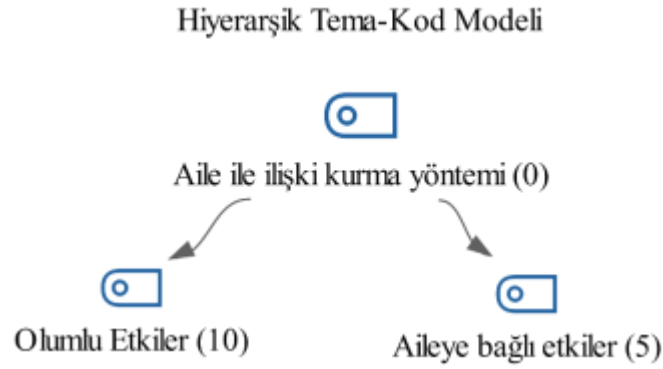 Hiyerarşik Tema-Kod Modeli
Aile ile ilişki kurma yöntemi (0)
Olumlu Etkiler (10)
Aileye bağlı etkiler (5)